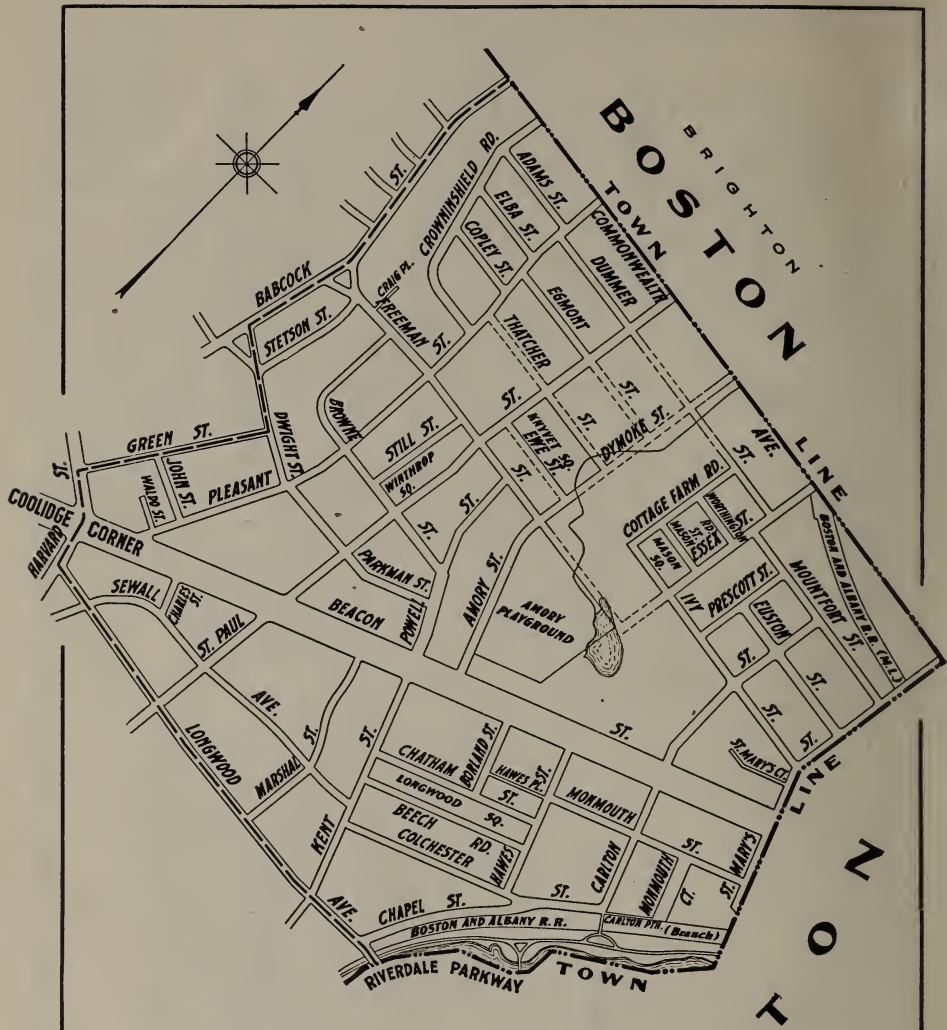 BOSTON
BRIGHTON
TOWN
LINE
BABCOCK
ST.
CROWNINSHIELD
RD.
ADAMS ST.
ELBA ST.
COPLEY ST.
COMMONWEALTH
AVE.
DUMMER
ST.
EGMONT
ST.
THATCHER
ST.
CRAIG PL.
FREEMAN
ST.
STETSON ST.
BROWNE
ST.
STILL ST.
WINTHROP
SQ.
KNYVET
SQ.
EWE ST.
DYMOKE ST.
GREEN ST.
DWIGHT ST.
JOHN ST.
WALDO ST.
PLEASANT
ST.
COOLIDGE
CORNER
HARVARD
ST.
COTTAGE FARM RD.
WORTHINGTON
RD.
MASON
ST.
ESSEX
ST.
MASON
SQ.
BOSTON AND ALBANY R.R. (M.L.)
MOUNTFORT ST.
PRESCOTT ST.
IVY
ST.
EUSTON
ST.
ST.
ST.
PARKMAN ST.
POWELL
ST.
AMORY ST.
AMORY
PLAYGROUND
BEACON
ST.
SEWALL
AVE.
CHARLES
ST.
ST. PAUL
ST.
ST. MARY'S CT.
LINE
LONGWOOD
AVE.
MARSHAL
ST.
KENT
ST.
CHATHAM
ST.
BORLAND ST.
HAWES PL.
LONGWOOD
SQ.
BEECH
RD.
COLCHESTER
ST.
HAWES
ST.
MONMOUTH
ST.
CARLTON
ST.
MONMOUTH
CT.
ST. MARY'S
CHAPEL ST.
BOSTON AND ALBANY R.R.
CARLTON PTH. (Branch)
RIVERDALE PARKWAY
TOWN
N
O
T